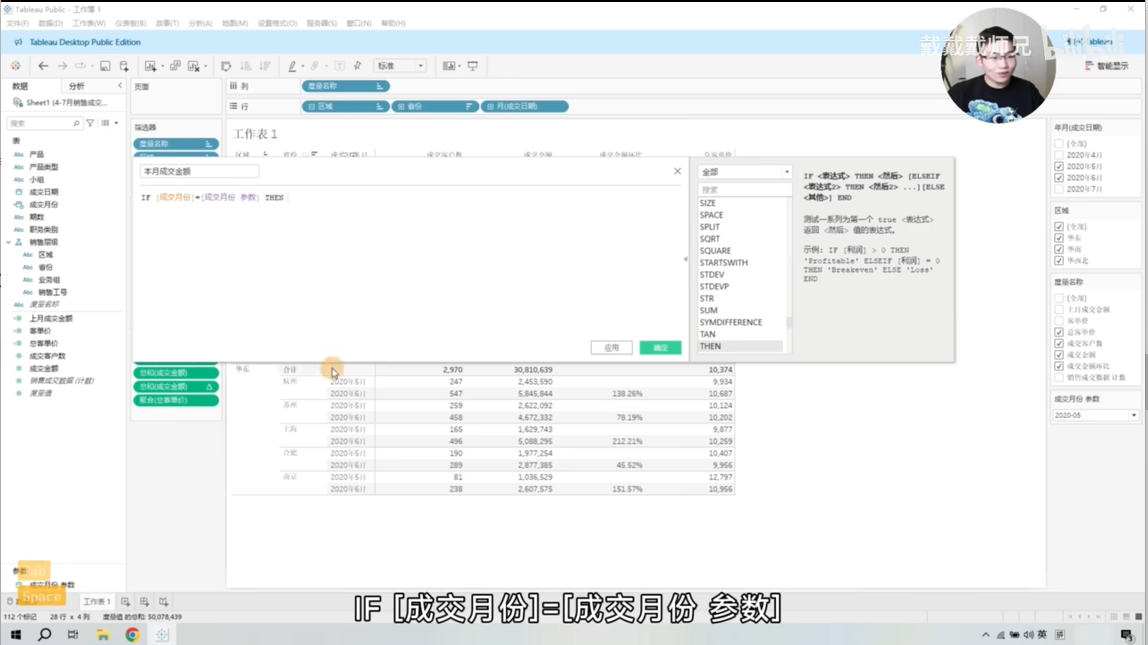 Tableau Public - 工作簿 1
文件(F) 数据(D) 工作表(W) 仪表板(B) 故事(T) 分析(A) 地图(M) 设置格式(O) 服务器(S) 窗口(N) 帮助(H)
Tableau Desktop Public Edition
戴戴戴师兄
标准
智能显示
数据 分析
页面
列 度量名称
行 区域 省份 月(成交日期)
Sheet1 (4-7月销售成交...
搜索
表
Abc 产品
Abc 产品类型
Abc 小组
成交日期
成交月份
Abc 期数
Abc 职务类别
销售层级
Abc 区域
Abc 省份
Abc 业务组
Abc 销售工号
Abc 度量名称
上月成交金额
客单价
总客单价
成交客户数
成交金额
销售成交数据 (计数)
度量值
筛选器
度量名称
工作表 1
本月成交金额
IF [成交月份]=[成交月份 参数] THEN
应用 确定
全部
搜索
SIZE
SPACE
SPLIT
SQRT
SQUARE
STARTSWITH
STDEV
STDEVP
STR
SUM
SYMDIFFERENCE
TAN
THEN
IF <表达式> THEN <然后> [ELSEIF
<表达式2> THEN <然后2> ...][ELSE
<其他>] END
测试一系列为第一个 true <表达式>
返回 <然后> 值的表达式。
示例: IF [利润] > 0 THEN
'Profitable' ELSEIF [利润] = 0
THEN 'Breakeven' ELSE 'Loss'
END
总和(成交金额)
总和(成交金额)
聚合(总客单价)
华东 合计 2,970 30,810,639 10,374
杭州 2020年5月 247 2,453,590 9,934
2020年6月 547 5,845,844 138.26% 10,687
苏州 2020年5月 259 2,622,092 10,124
2020年6月 458 4,672,332 78.19% 10,202
上海 2020年5月 165 1,629,743 9,877
2020年6月 496 5,088,295 212.21% 10,259
合肥 2020年5月 190 1,977,254 10,407
2020年6月 289 2,877,385 45.52% 9,956
南京 2020年5月 81 1,036,529 12,797
2020年6月 238 2,607,575 151.57% 10,956
年月(成交日期)
(全部)
2020年4月
2020年5月
2020年6月
2020年7月
区域
(全部)
华东
华南
华西北
度量名称
(全部)
上月成交金额
客单价
总客单价
成交客户数
成交金额
成交金额环比
销售成交数据 计数
成交月份 参数
2020-05
参数
成交月份 参数
Space
工作表 1
112 个标记 28 行 x 4 列 度量值 的总和: 50,078,439
IF [成交月份]=[成交月份 参数]
英 拼